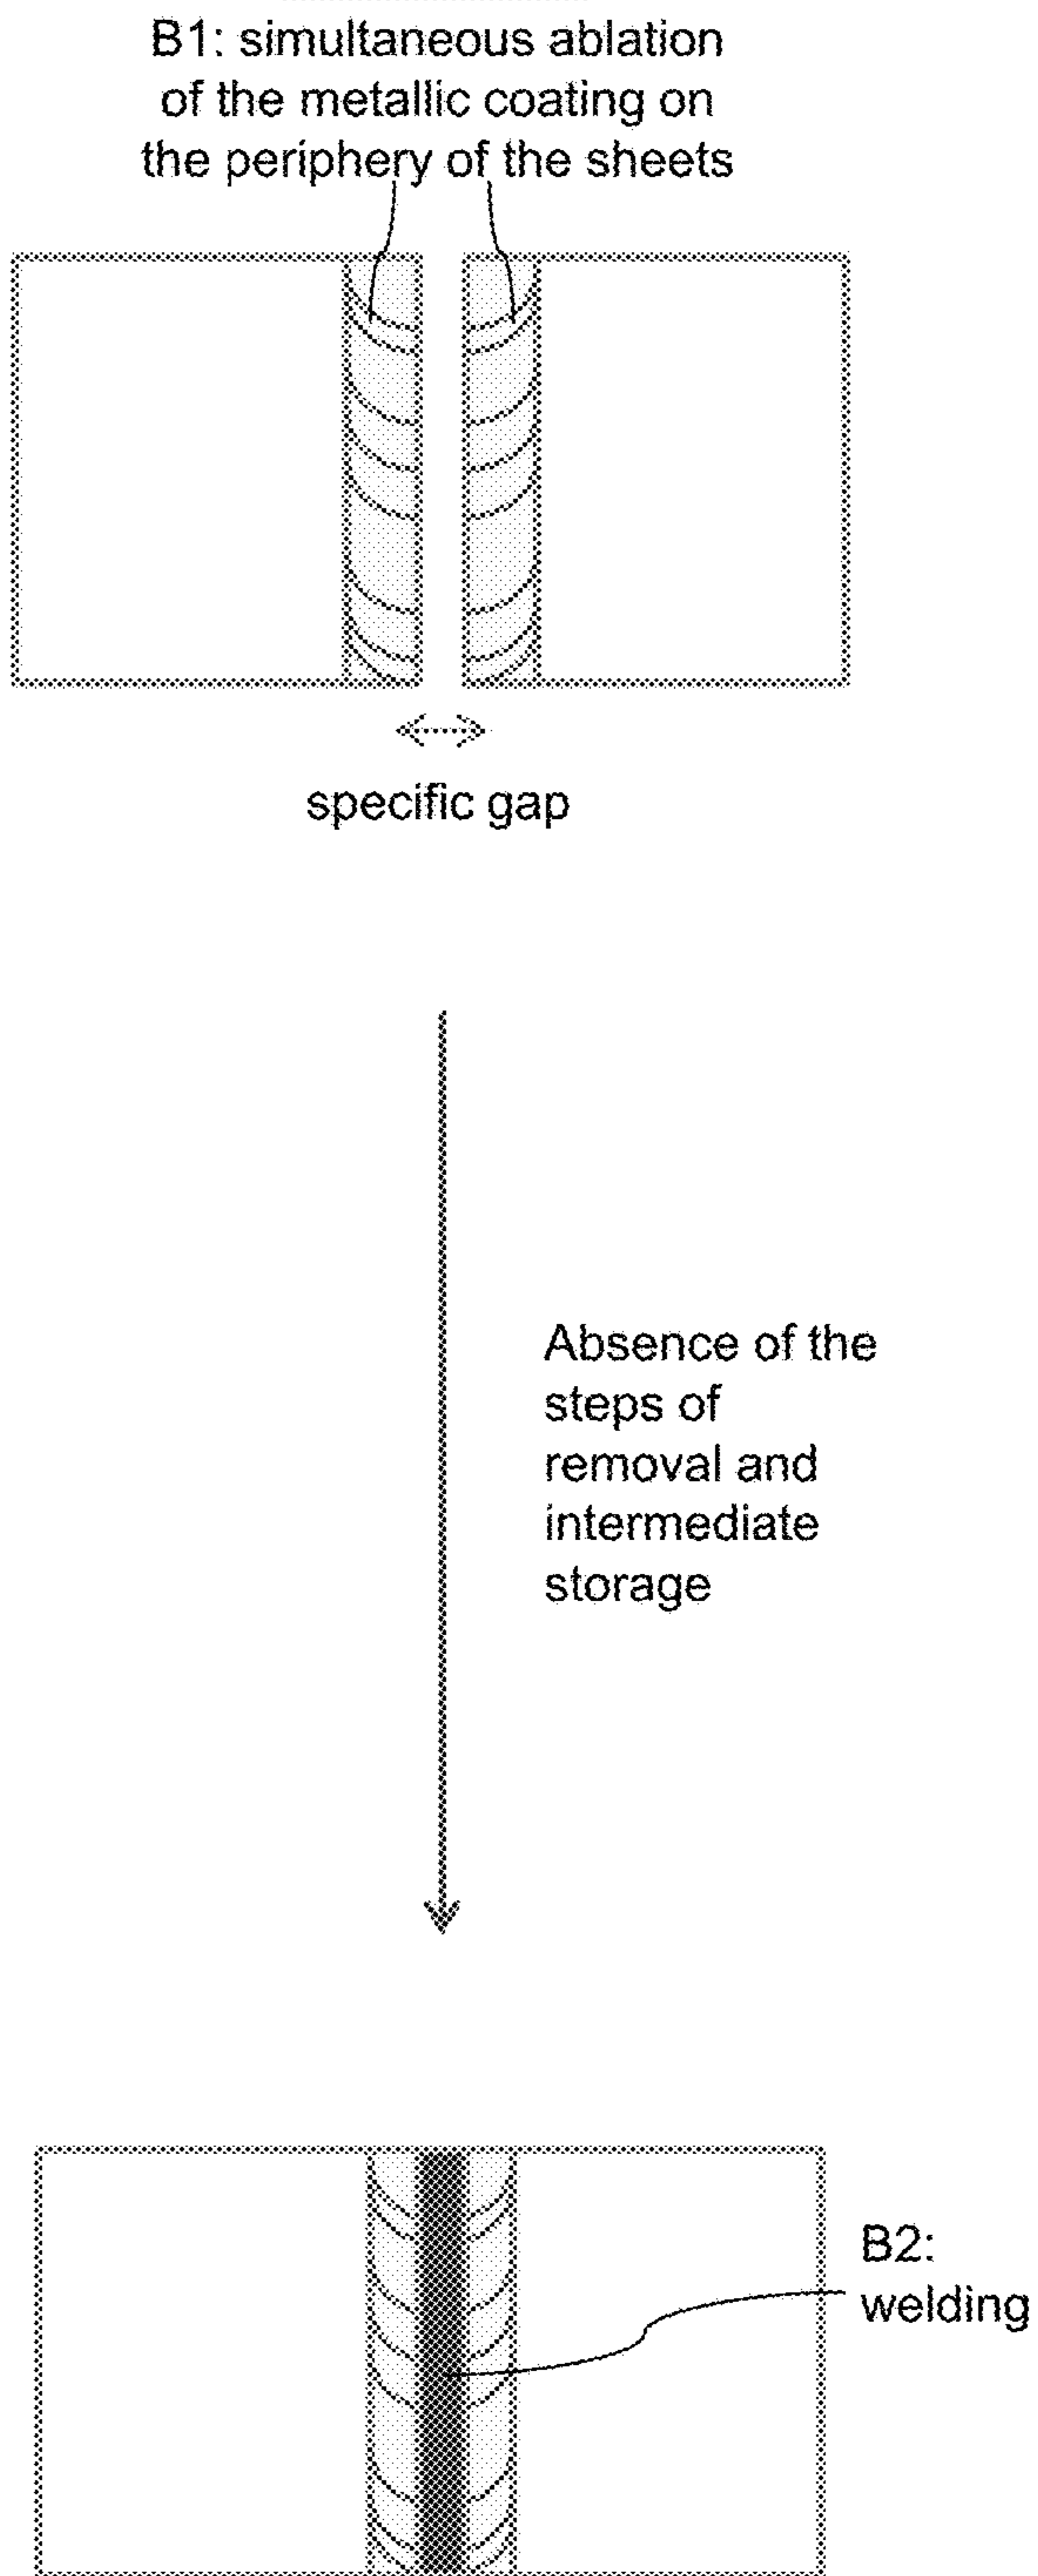 B1: simultaneous ablation
of the metallic coating on
the periphery of the sheets
specific gap
Absence of the
steps of
removal and
intermediate
storage
B2:
welding